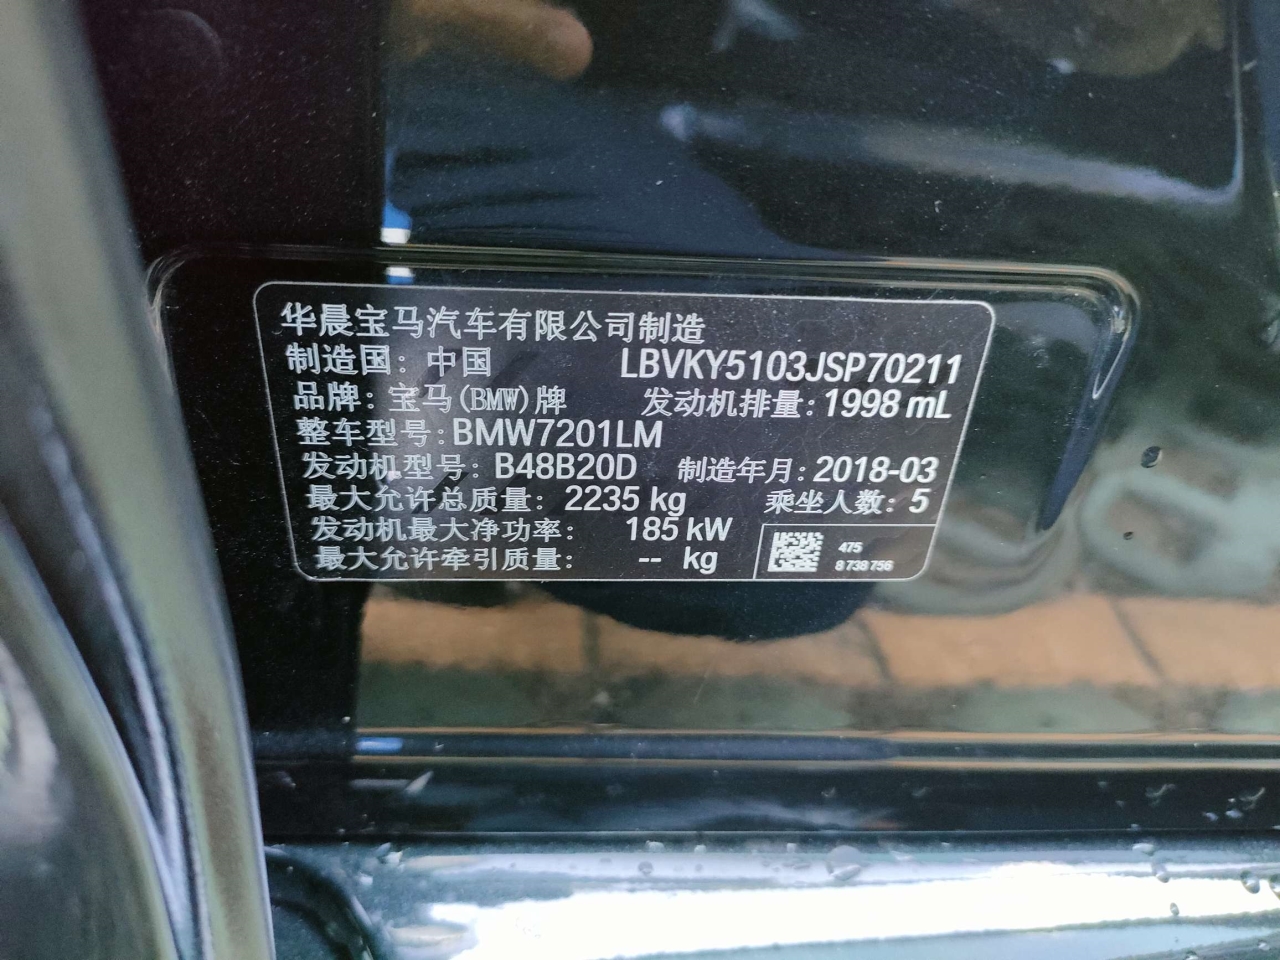 华晨宝马汽车有限公司制造
制造国：中国 LBVKY5103JSP70211
品牌：宝马(BMW)牌 发动机排量：1998 mL
整车型号：BMW7201LM
发动机型号：B48B20D 制造年月：2018-03
最大允许总质量：2235 kg 乘坐人数：5
发动机最大净功率： 185 kW
最大允许牵引质量： -- kg
475
8 738 756